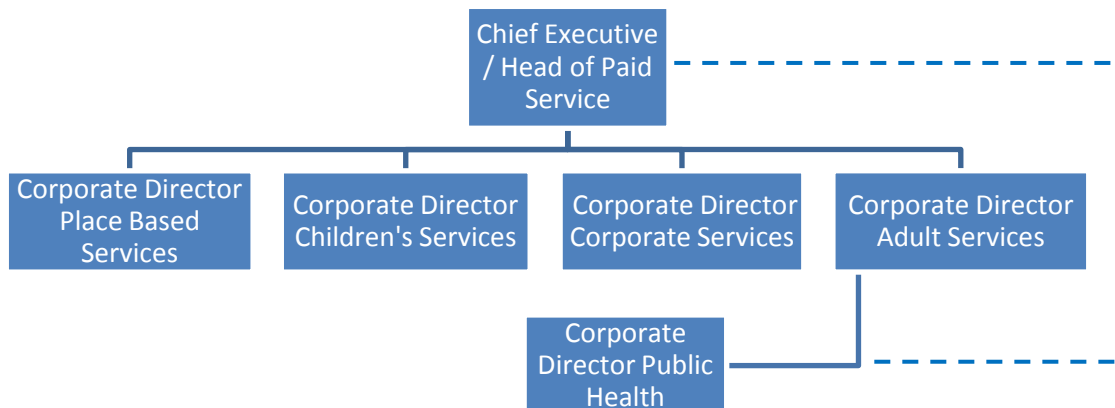 Chief Executive
/ Head of Paid
Service
Corporate Director
Place Based
Services
Corporate Director
Children's Services
Corporate Director
Corporate Services
Corporate Director
Adult Services
Corporate
Director Public
Health